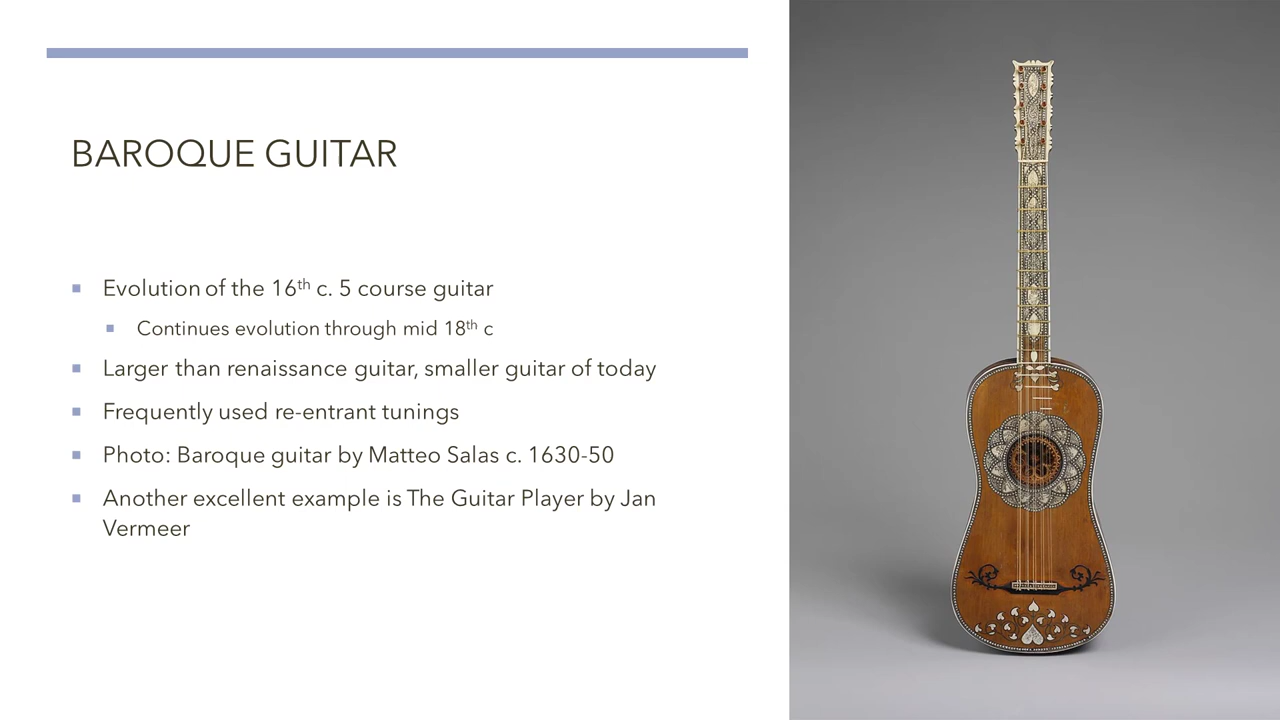 BAROQUE GUITAR
Evolution of the 16th c. 5 course guitar
Continues evolution through mid 18th c
Larger than renaissance guitar, smaller guitar of today
Frequently used re-entrant tunings
Photo: Baroque guitar by Matteo Salas c. 1630-50
Another excellent example is The Guitar Player by Jan
Vermeer